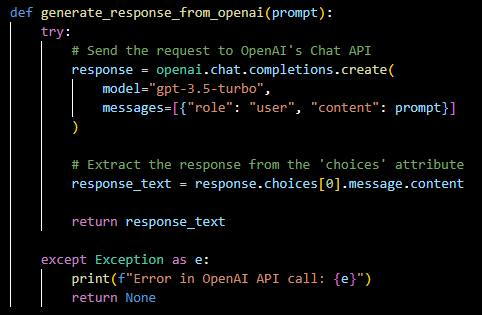 def generate_response_from_openai(prompt):
    try:
        # Send the request to OpenAI's Chat API
        response = openai.chat.completions.create(
            model="gpt-3.5-turbo",
            messages=[{"role": "user", "content": prompt}]
        )

        # Extract the response from the 'choices' attribute
        response_text = response.choices[0].message.content

        return response_text

    except Exception as e:
        print(f"Error in OpenAI API call: {e}")
        return None